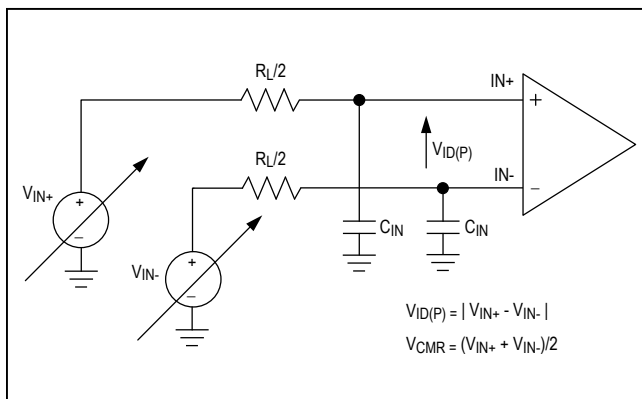 RL/2
IN+
+
RL/2
VID(P)
IN-
−
VIN+
+
−
CIN
CIN
VIN-
+
−
VID(P) = | VIN+ - VIN- |
VCMR = (VIN+ + VIN-)/2